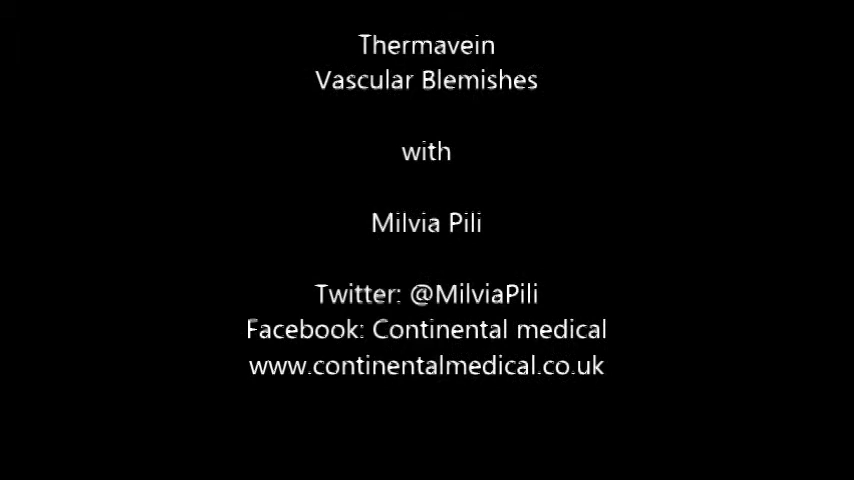 Thermavein
Vascular Blemishes
with
Milvia Pili
Twitter: @MilviaPili
Facebook: Continental medical
www.continentalmedical.co.uk